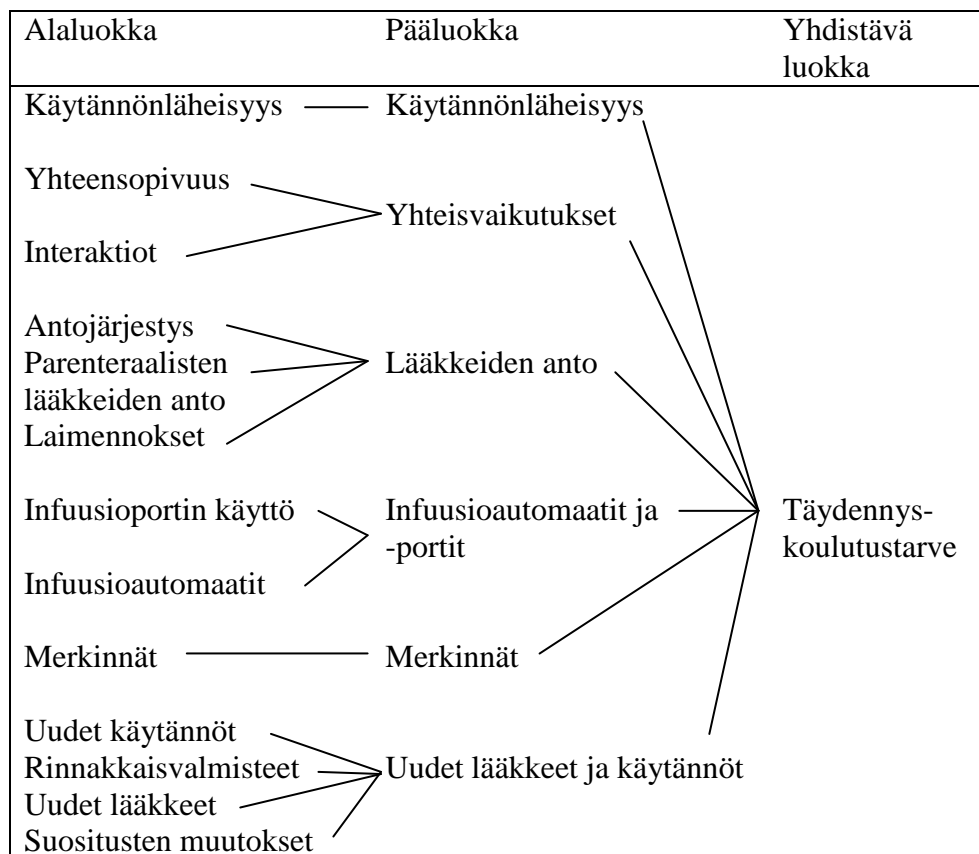 Alaluokka Pääluokka Yhdistävä
luokka
Käytännönläheisyys Käytännönläheisyys
Yhteensopivuus
Yhteisvaikutukset
Interaktiot
Antojärjestys
Parenteraalisten Lääkkeiden anto
lääkkeiden anto
Laimennokset
Infuusioportin käyttö Infuusioautomaatit ja Täydennys-
-portit koulutustarve
Infuusioautomaatit
Merkinnät Merkinnät
Uudet käytännöt
Rinnakkaisvalmisteet Uudet lääkkeet ja käytännöt
Uudet lääkkeet
Suositusten muutokset